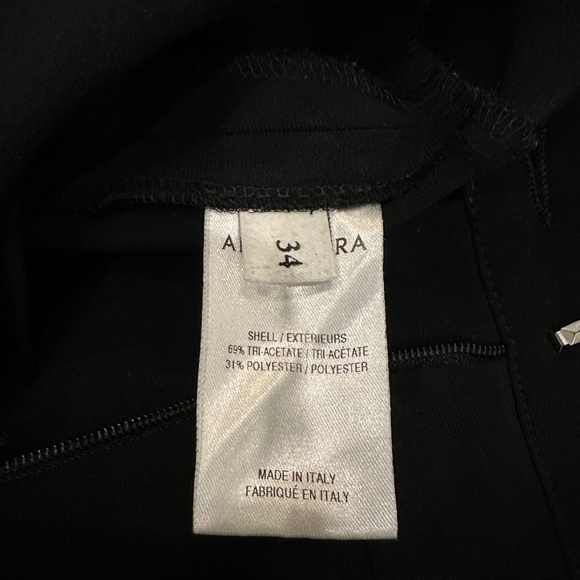 34
SHELL / EXTÉRIEURS
69% TRI-ACETATE / TRI-ACÉTATE
31% POLYESTER / POLYESTER
MADE IN ITALY
FABRIQUÉ EN ITALY